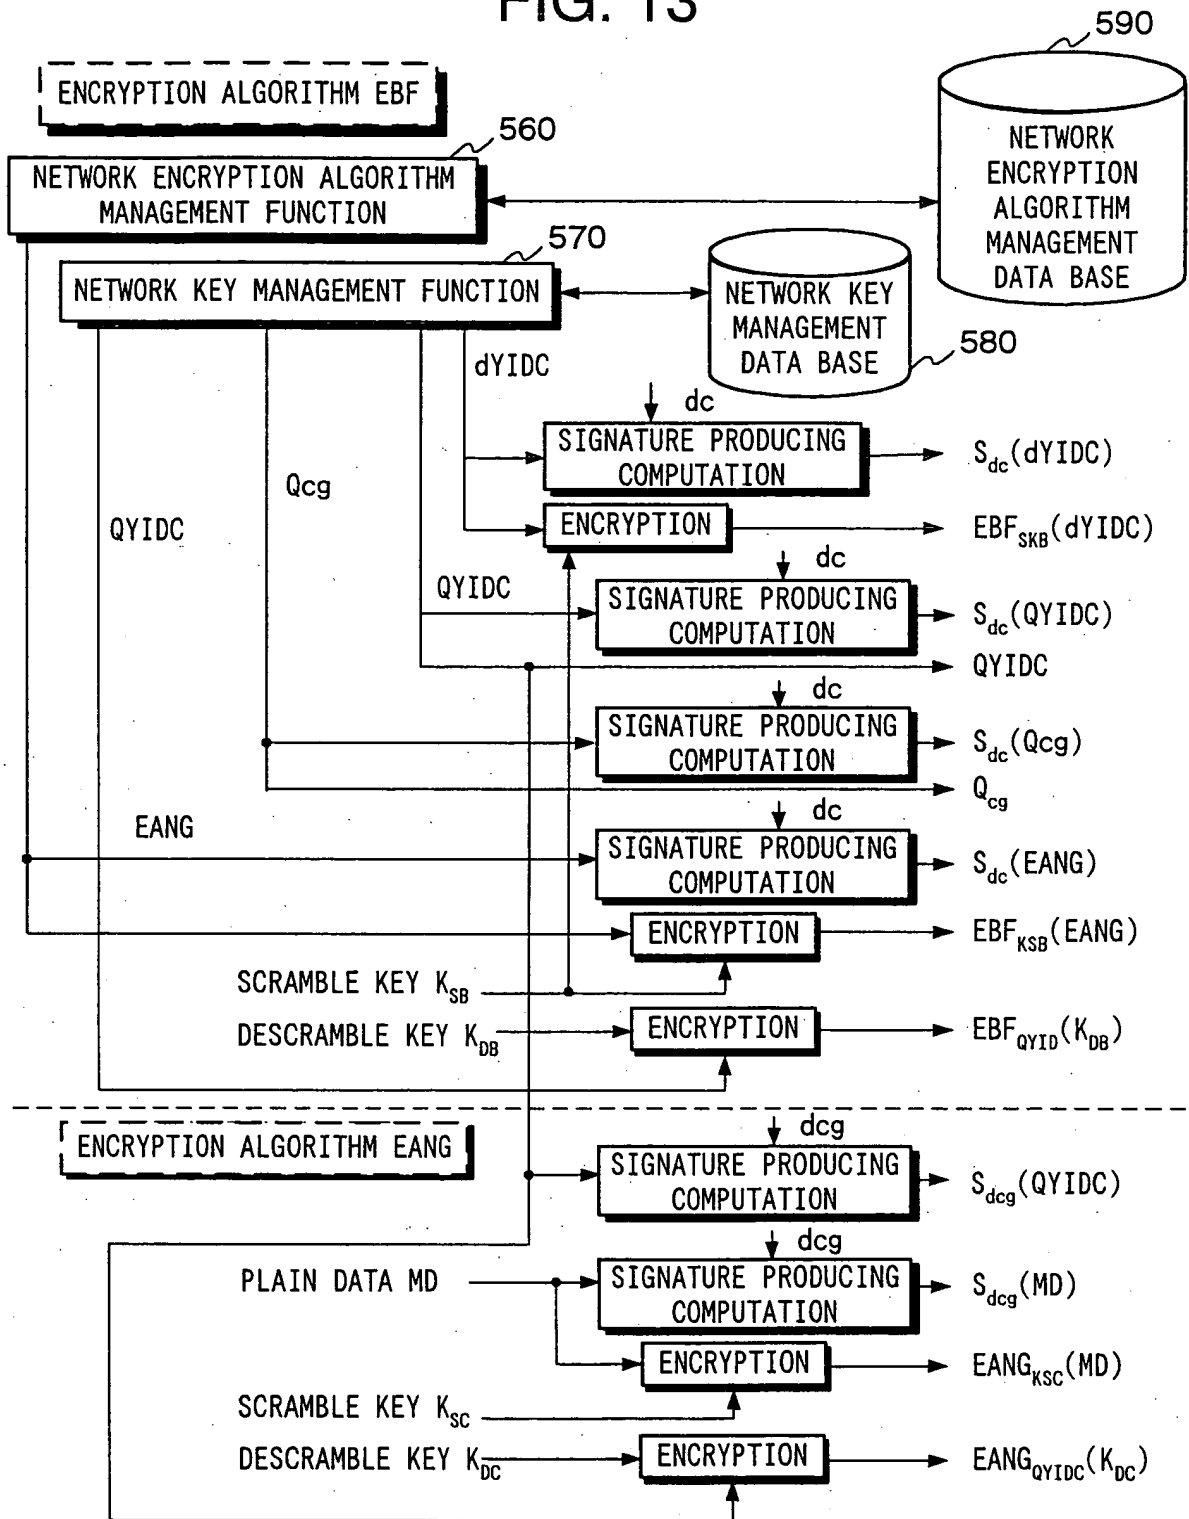 FIG. 13
590
ENCRYPTION ALGORITHM EBF
560
NETWORK ENCRYPTION ALGORITHM
MANAGEMENT FUNCTION
NETWORK
ENCRYPTION
ALGORITHM
MANAGEMENT
DATA BASE
570
NETWORK KEY MANAGEMENT FUNCTION
NETWORK KEY
MANAGEMENT
DATA BASE
580
dYIDC
dc
SIGNATURE PRODUCING
COMPUTATION
S_dc(dYIDC)
Qcg
QYIDC
ENCRYPTION
EBF_SKB(dYIDC)
dc
QYIDC
SIGNATURE PRODUCING
COMPUTATION
S_dc(QYIDC)
QYIDC
dc
SIGNATURE PRODUCING
COMPUTATION
S_dc(Qcg)
Q_cg
dc
EANG
SIGNATURE PRODUCING
COMPUTATION
S_dc(EANG)
ENCRYPTION
EBF_KSB(EANG)
SCRAMBLE KEY K_SB
DESCRAMBLE KEY K_DB
ENCRYPTION
EBF_QYID(K_DB)
ENCRYPTION ALGORITHM EANG
dcg
SIGNATURE PRODUCING
COMPUTATION
S_dcg(QYIDC)
dcg
PLAIN DATA MD
SIGNATURE PRODUCING
COMPUTATION
S_dcg(MD)
ENCRYPTION
EANG_KSC(MD)
SCRAMBLE KEY K_SC
DESCRAMBLE KEY K_DC
ENCRYPTION
EANG_QYIDC(K_DC)